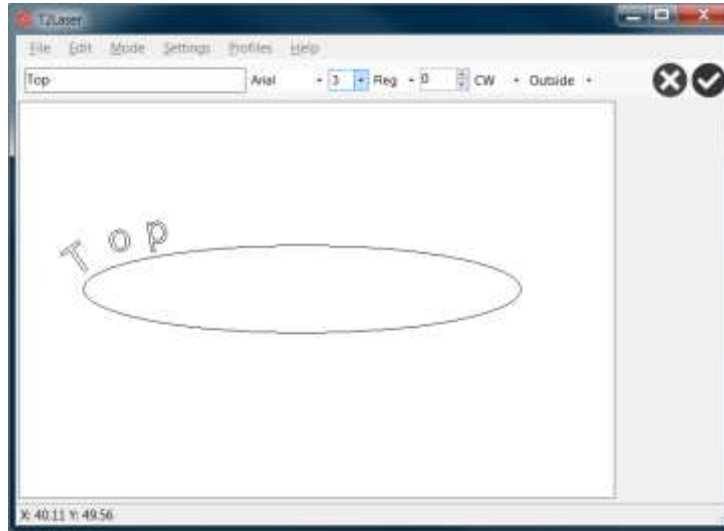 T2Laser
File Edit Mode Settings Profiles Help
Top Arial 3 Reg 0 CW Outside
Top
X: 40.11 Y: 49.56